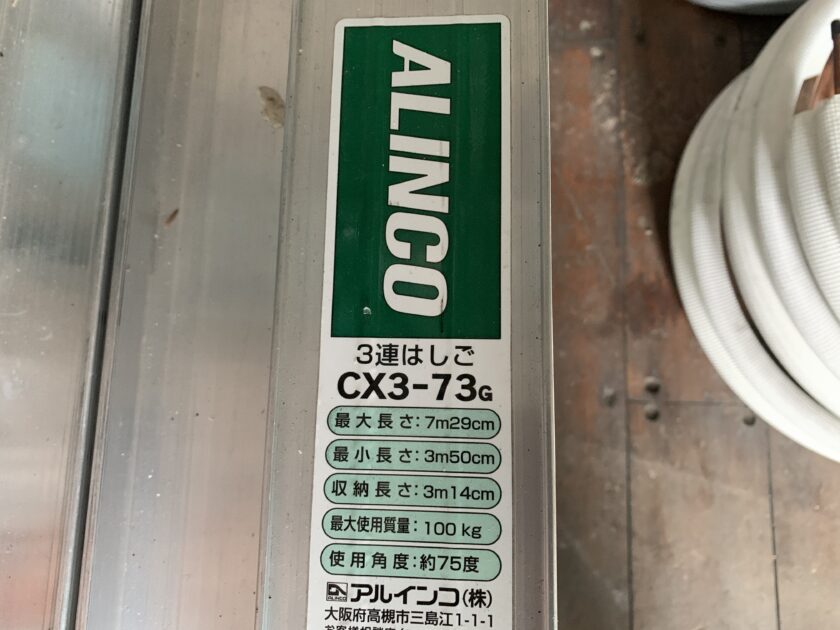 ALINCO
3連はしご
CX3-73G
最大長さ:7m29cm
最小長さ:3m50cm
収納長さ:3m14cm
最大使用質量:100kg
使用角度:約75度
ALINCO アルインコ(株)
大阪府高槻市三島江1-1-1